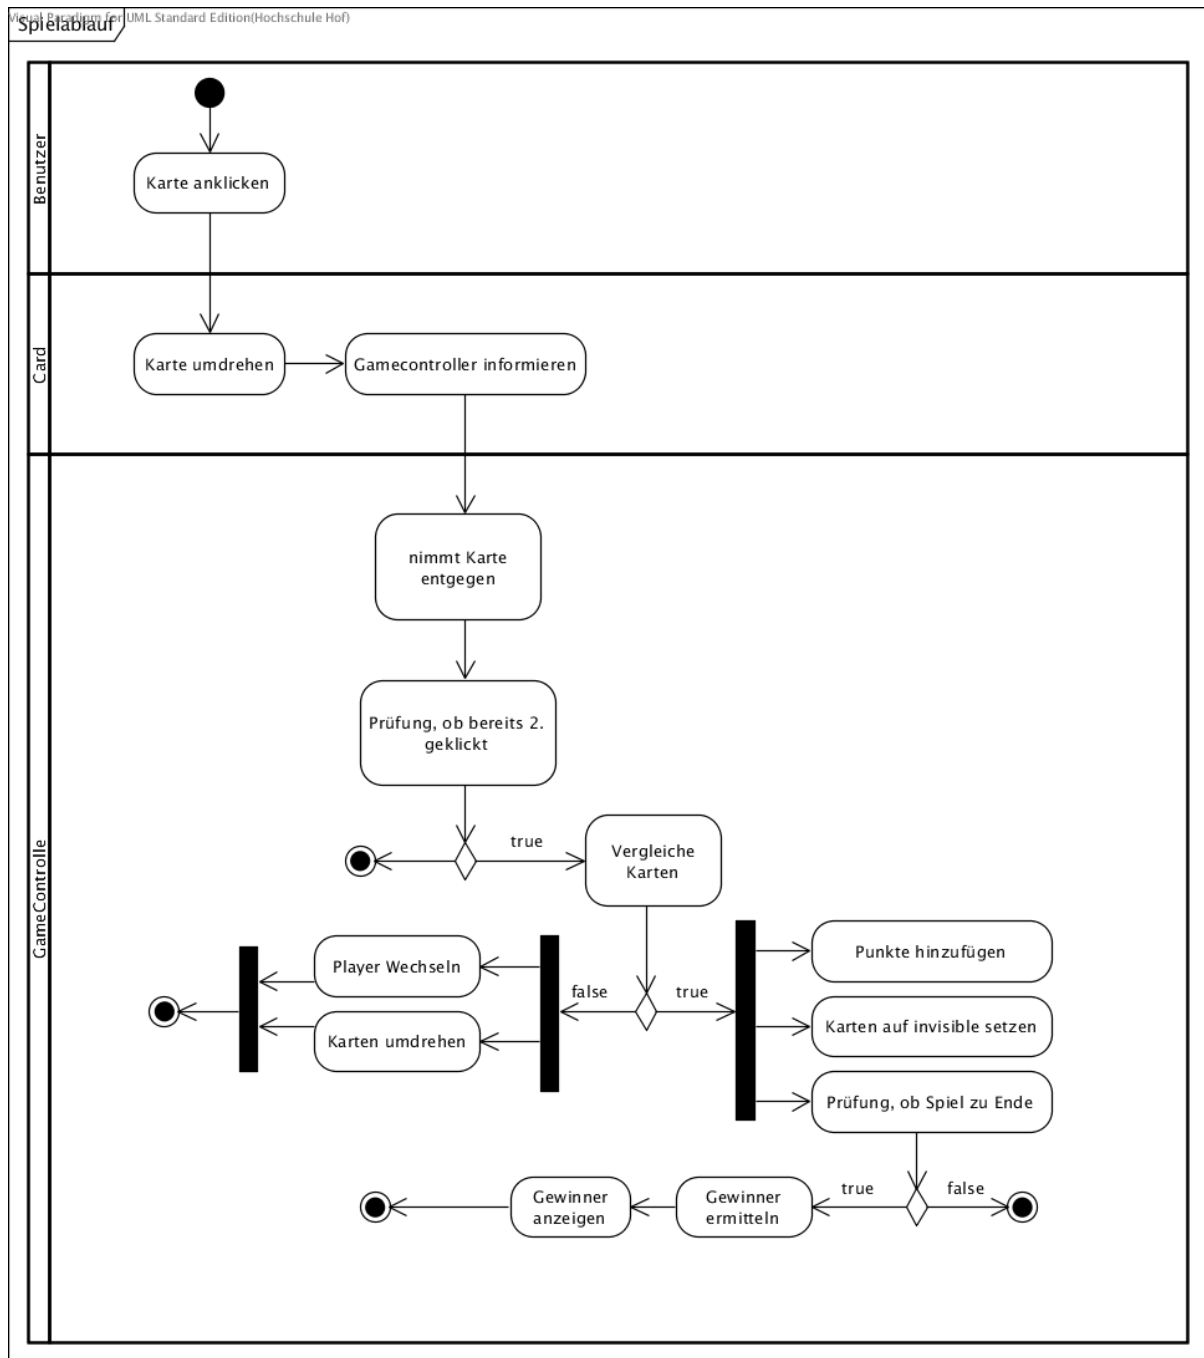 Visual Paradigm for UML Standard Edition(Hochschule Hof)
Spielablauf
Benutzer
Karte anklicken
Card
Karte umdrehen
Gamecontroller informieren
GameControlle
nimmt Karte
entgegen
Prüfung, ob bereits 2.
geklickt
true
Vergleiche
Karten
Player Wechseln
Karten umdrehen
false
true
Punkte hinzufügen
Karten auf invisible setzen
Prüfung, ob Spiel zu Ende
Gewinner
anzeigen
Gewinner
ermitteln
true
false